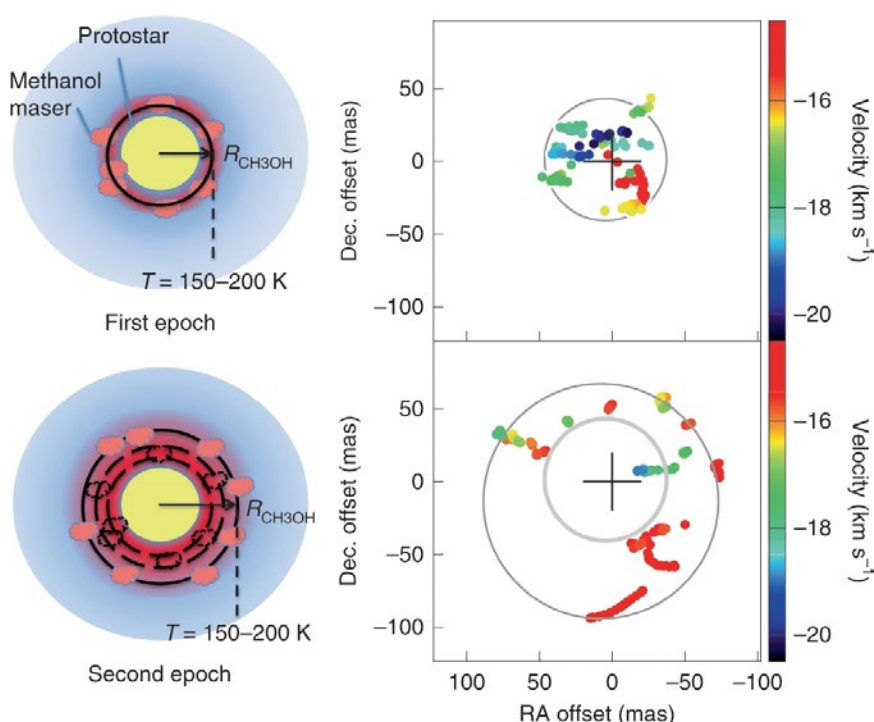 Protostar
Methanol
maser
R_CH3OH
T = 150–200 K
First epoch
R_CH3OH
T = 150–200 K
Second epoch
Dec. offset (mas)
50
0
−50
−100
Velocity (km s⁻¹)
−16
−18
−20
Dec. offset (mas)
50
0
−50
−100
100 50 0 −50 −100
RA offset (mas)
Velocity (km s⁻¹)
−16
−18
−20